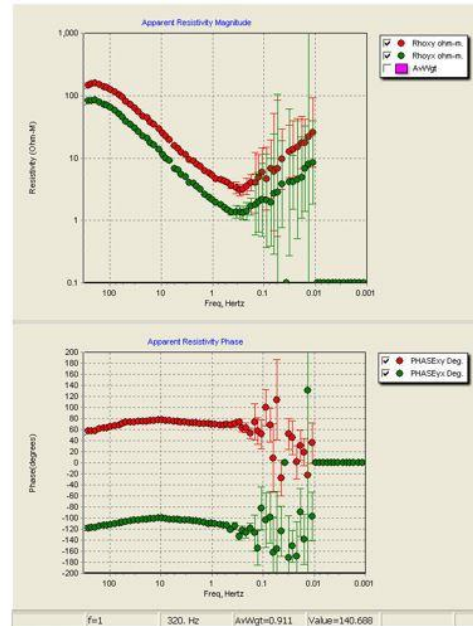 Apparent Resistivity Magnitude
1,000
100
10
1
0.1
Resistivity (Ohm-M)
100 10 1 0.1 0.01 0.001
Freq, Hertz
Rhoxy ohm-m.
Rhoyx ohm-m.
AvWgt
Apparent Resistivity Phase
200
180
160
140
120
100
80
60
40
20
0
-20
-40
-60
-80
-100
-120
-140
-160
-180
-200
Phase(degrees)
100 10 1 0.1 0.01 0.001
Freq, Hertz
PHASExy Deg.
PHASEyx Deg.
f=1 320. Hz AvWgt=0.911 Value=140.688